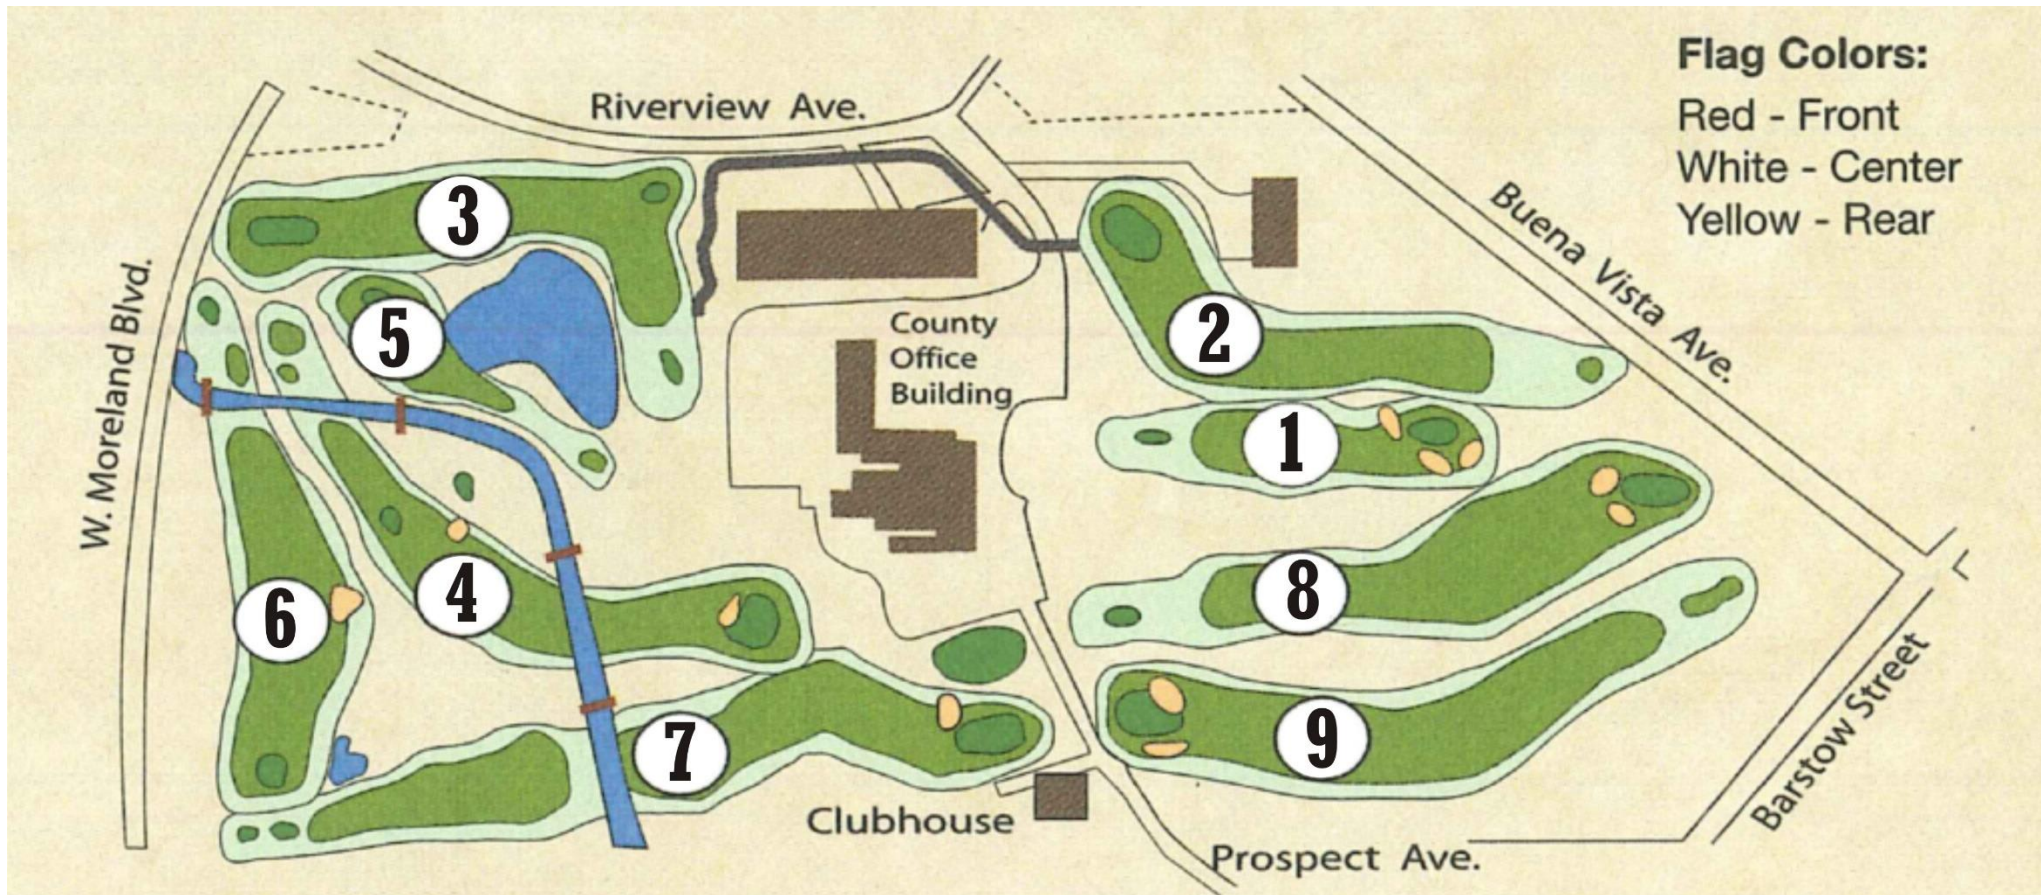 Flag Colors:
Red - Front
White - Center
Yellow - Rear
Riverview Ave.
Buena Vista Ave.
W. Moreland Blvd.
3
5
2
County
Office
Building
1
6
4
8
7
9
Clubhouse
Prospect Ave.
Barstow Street